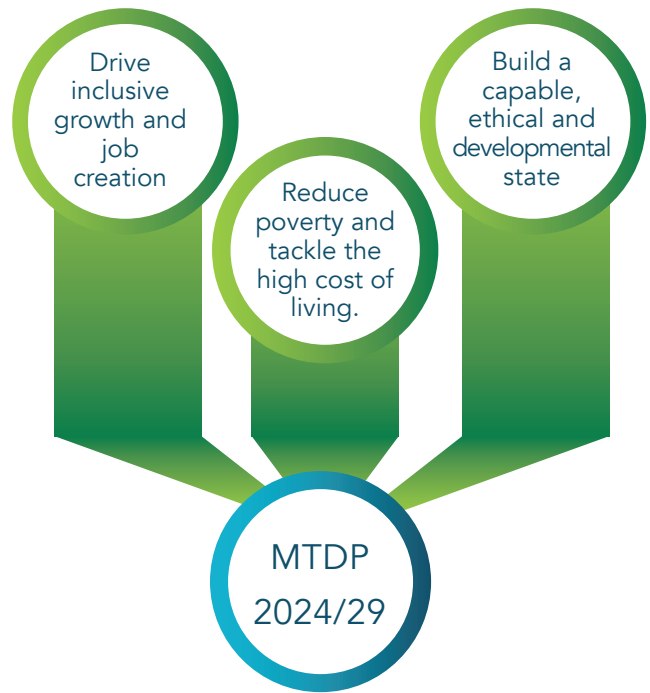 Drive
inclusive
growth and
job
creation
Reduce
poverty and
tackle the
high cost of
living.
Build a
capable,
ethical and
developmental
state
MTDP
2024/29